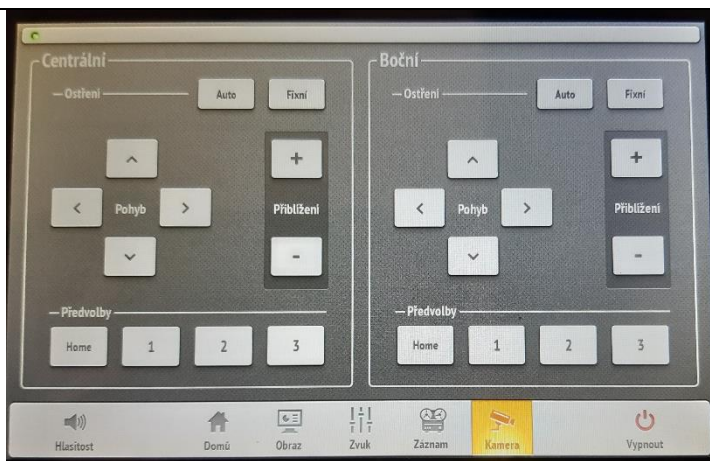 Centrální
Ostření Auto Fixní
+
Pohyb Přiblížení
-
Předvolby
Home 1 2 3
Boční
Ostření Auto Fixní
+
Pohyb Přiblížení
-
Předvolby
Home 1 2 3
Hlasitost Domů Obraz Zvuk Záznam Kamera Vypnout